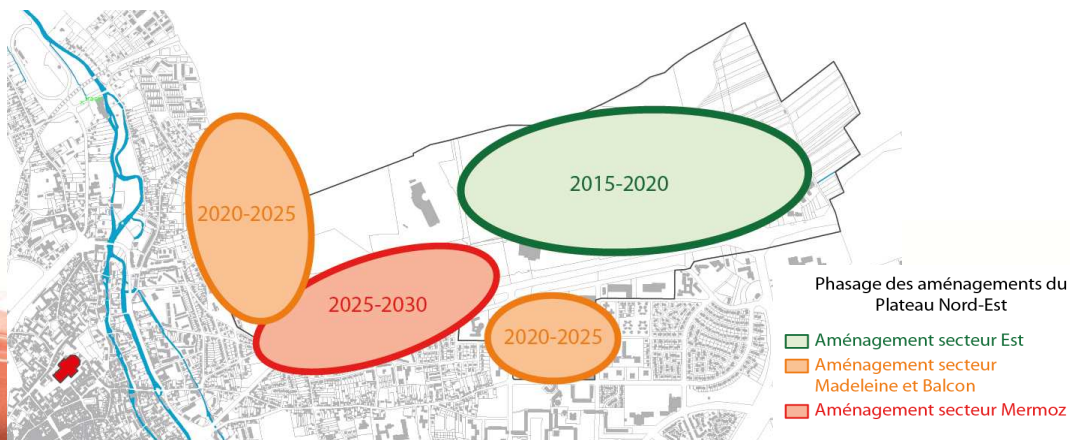 2015-2020
2020-2025
2025-2030
2020-2025
Phasage des aménagements du
Plateau Nord-Est
Aménagement secteur Est
Aménagement secteur
Madeleine et Balcon
Aménagement secteur Mermoz